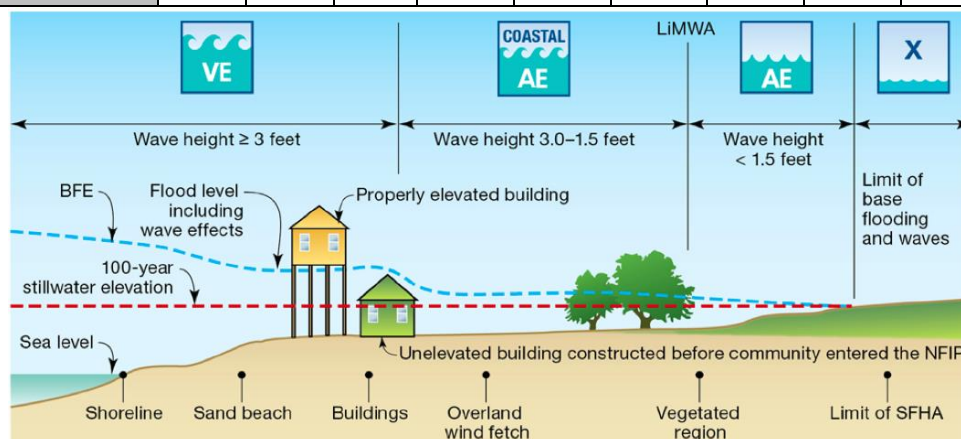 VE
COASTAL
AE
LiMWA
AE
X
Wave height ≥ 3 feet
Wave height 3.0–1.5 feet
Wave height
< 1.5 feet
BFE
Flood level
including
wave effects
Properly elevated building
Limit of
base
flooding
and waves
100-year
stillwater elevation
Sea level
Unelevated building constructed before community entered the NFIP
Shoreline
Sand beach
Buildings
Overland
wind fetch
Vegetated
region
Limit of SFHA